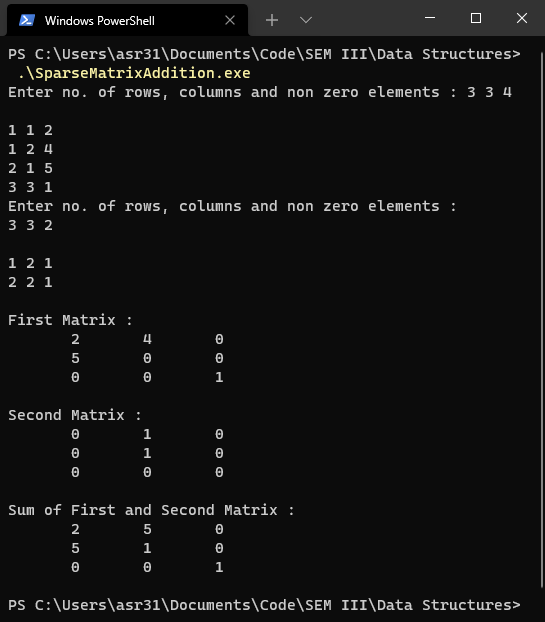 Windows PowerShell
PS C:\Users\asr31\Documents\Code\SEM III\Data Structures>
.\SparseMatrixAddition.exe
Enter no. of rows, columns and non zero elements : 3 3 4
1 1 2
1 2 4
2 1 5
3 3 1
Enter no. of rows, columns and non zero elements :
3 3 2
1 2 1
2 2 1
First Matrix :
2 4 0
5 0 0
0 0 1
Second Matrix :
0 1 0
0 1 0
0 0 0
Sum of First and Second Matrix :
2 5 0
5 1 0
0 0 1
PS C:\Users\asr31\Documents\Code\SEM III\Data Structures>